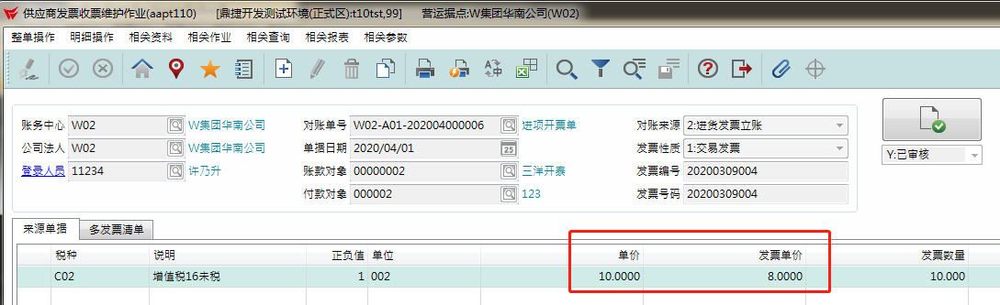 供应商发票收票维护作业(aapt110) [鼎捷开发测试环境(正式区):t10tst,99] 营运据点:W集团华南公司(W02)
整单操作 明细操作 相关资料 相关作业 相关查询 相关报表 相关参数
账务中心 W02 W集团华南公司 对账单号 W02-A01-202004000006 进项开票单 对账来源 2:进货发票立账
公司法人 W02 W集团华南公司 单据日期 2020/04/01 25 发票性质 1:交易发票 Y:已审核
登录人员 11234 许乃升 账款对象 00000002 三洋开泰 发票编号 20200309004
付款对象 000002 123 发票号码 20200309004
来源单据 多发票清单
税种 说明 正负值 单位 单价 发票单价 发票数量
C02 增值税16未税 1 002 10.0000 8.0000 10.000